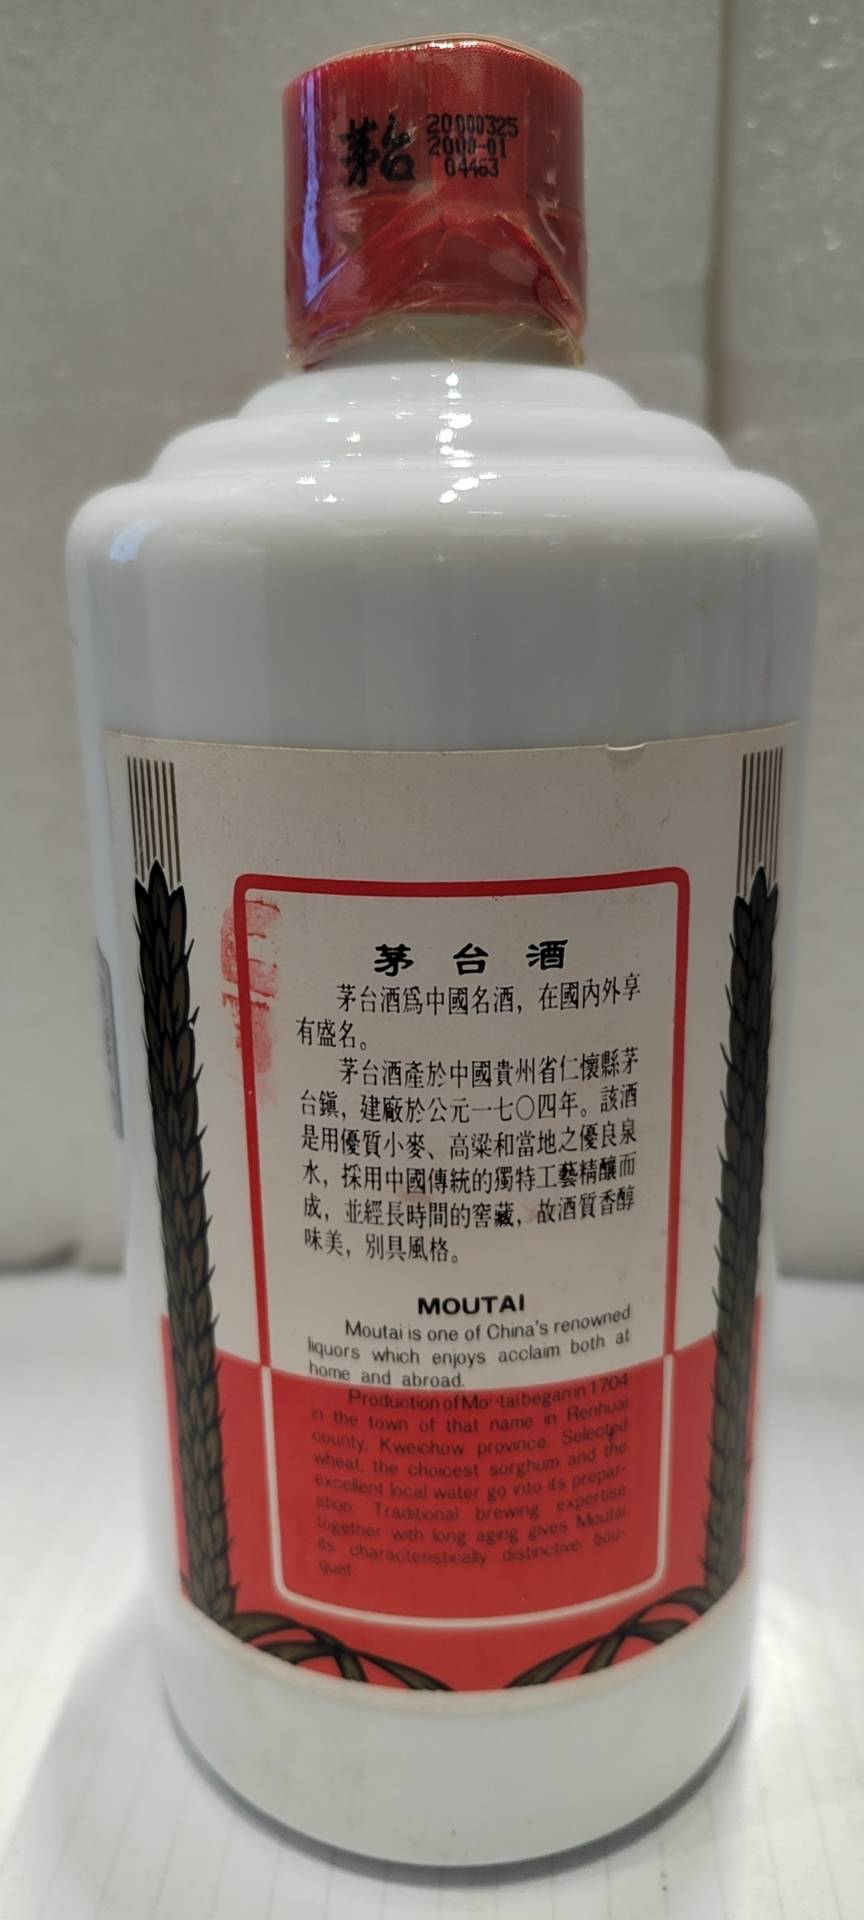 茅台
20000325
2000-01
04463
茅台酒
茅台酒爲中國名酒，在國內外享
有盛名。
茅台酒產於中國貴州省仁懷縣茅
台鎮，建廠於公元一七〇四年。該酒
是用優質小麥、高粱和當地之優良泉
水，採用中國傳統的獨特工藝精釀而
成，並經長時間的窖藏，故酒質香醇
味美，別具風格。
MOUTAI
Moutai is one of China's renowned
liquors which enjoys acclaim both at
home and abroad.
Production of Moutai began in 1704
in the town of that name in Renhuai
county, Kweichow province. Selected
wheat, the choicest sorghum and the
excellent local water go into its prepar-
ation. Traditional brewing expertise
together with long aging gives Moutai
its characteristically distinctive bou-
quet.